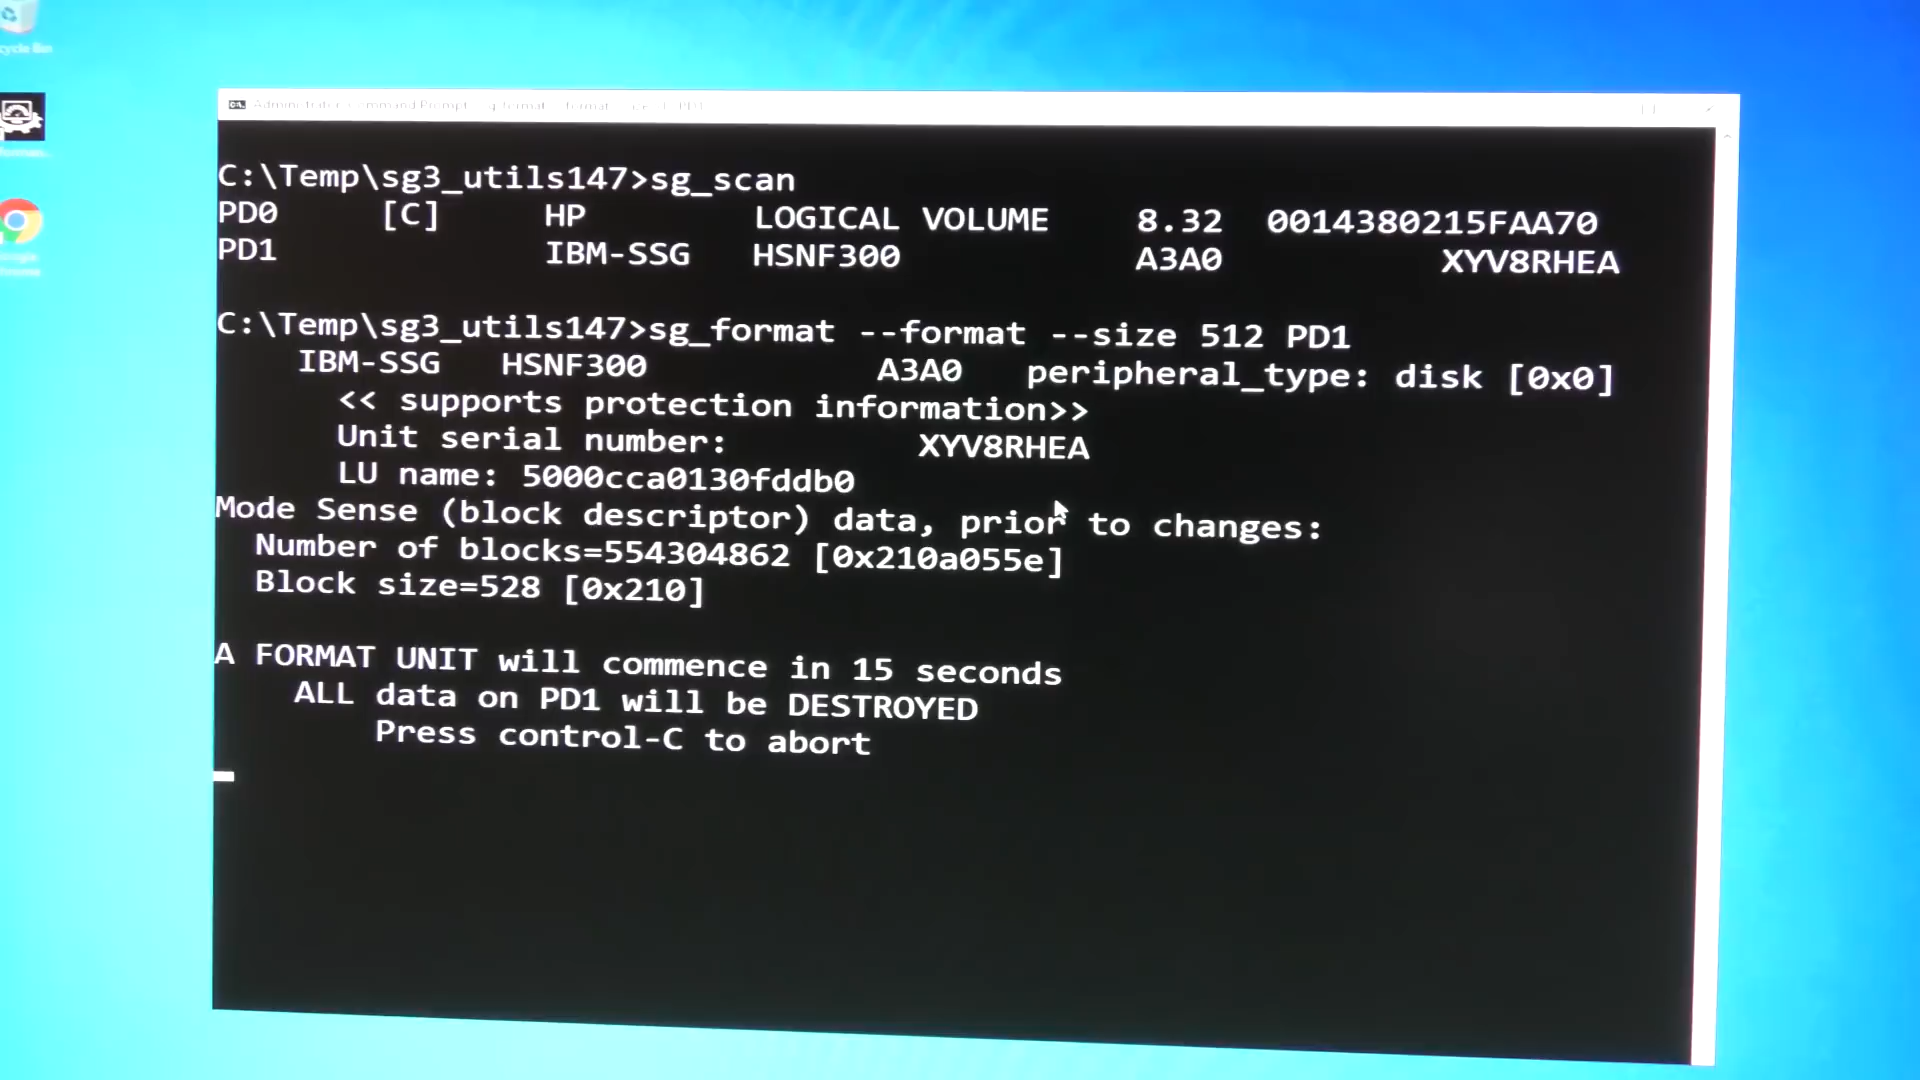 C:\Temp\sg3_utils147>sg_scan
PD0 [C] HP LOGICAL VOLUME 8.32 0014380215FAA70
PD1 IBM-SSG HSNF300 A3A0 XYV8RHEA
C:\Temp\sg3_utils147>sg_format --format --size 512 PD1
IBM-SSG HSNF300 A3A0 peripheral_type: disk [0x0]
<< supports protection information>>
Unit serial number: XYV8RHEA
LU name: 5000cca0130fddb0
Mode Sense (block descriptor) data, prior to changes:
Number of blocks=554304862 [0x210a055e]
Block size=528 [0x210]
A FORMAT UNIT will commence in 15 seconds
ALL data on PD1 will be DESTROYED
Press control-C to abort